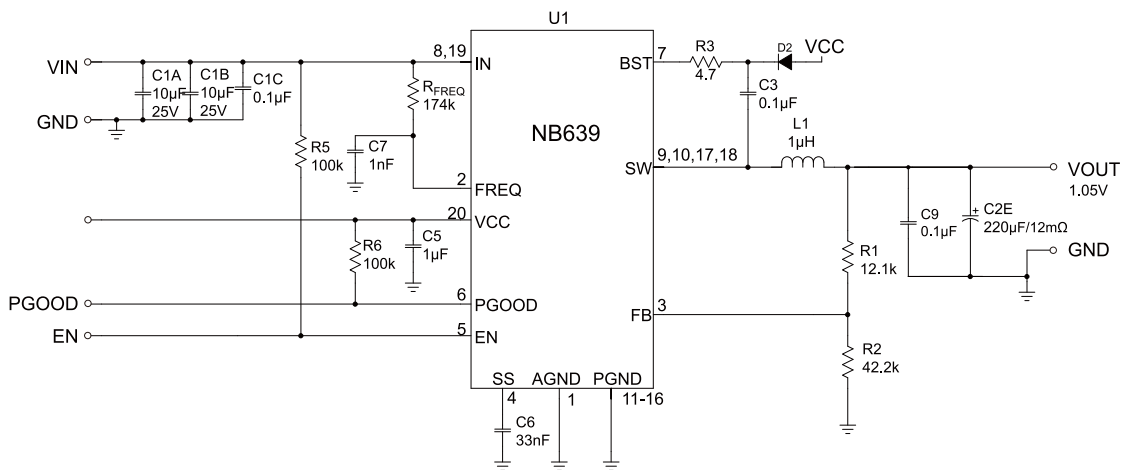 U1
NB639
VIN
GND
C1A
10µF
25V
C1B
10µF
25V
C1C
0.1µF
8,19
IN
R_FREQ
174k
C7
1nF
R5
100k
2
FREQ
20
VCC
R6
100k
C5
1µF
PGOOD
6
PGOOD
EN
5
EN
SS
4
AGND
1
PGND
11-16
C6
33nF
BST
7
R3
4.7
D2
VCC
C3
0.1µF
SW
9,10,17,18
L1
1µH
VOUT
1.05V
C9
0.1µF
+
C2E
220µF/12mΩ
GND
R1
12.1k
FB
3
R2
42.2k